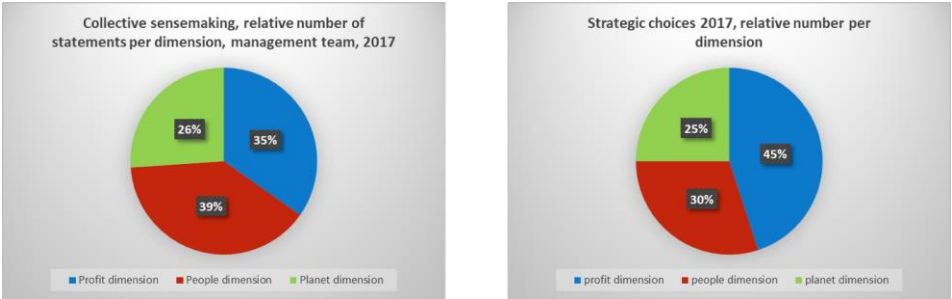 Collective sensemaking, relative number of
statements per dimension, management team, 2017
26%
35%
39%
Profit dimension People dimension Planet dimension
Strategic choices 2017, relative number per
dimension
25%
45%
30%
profit dimension people dimension planet dimension